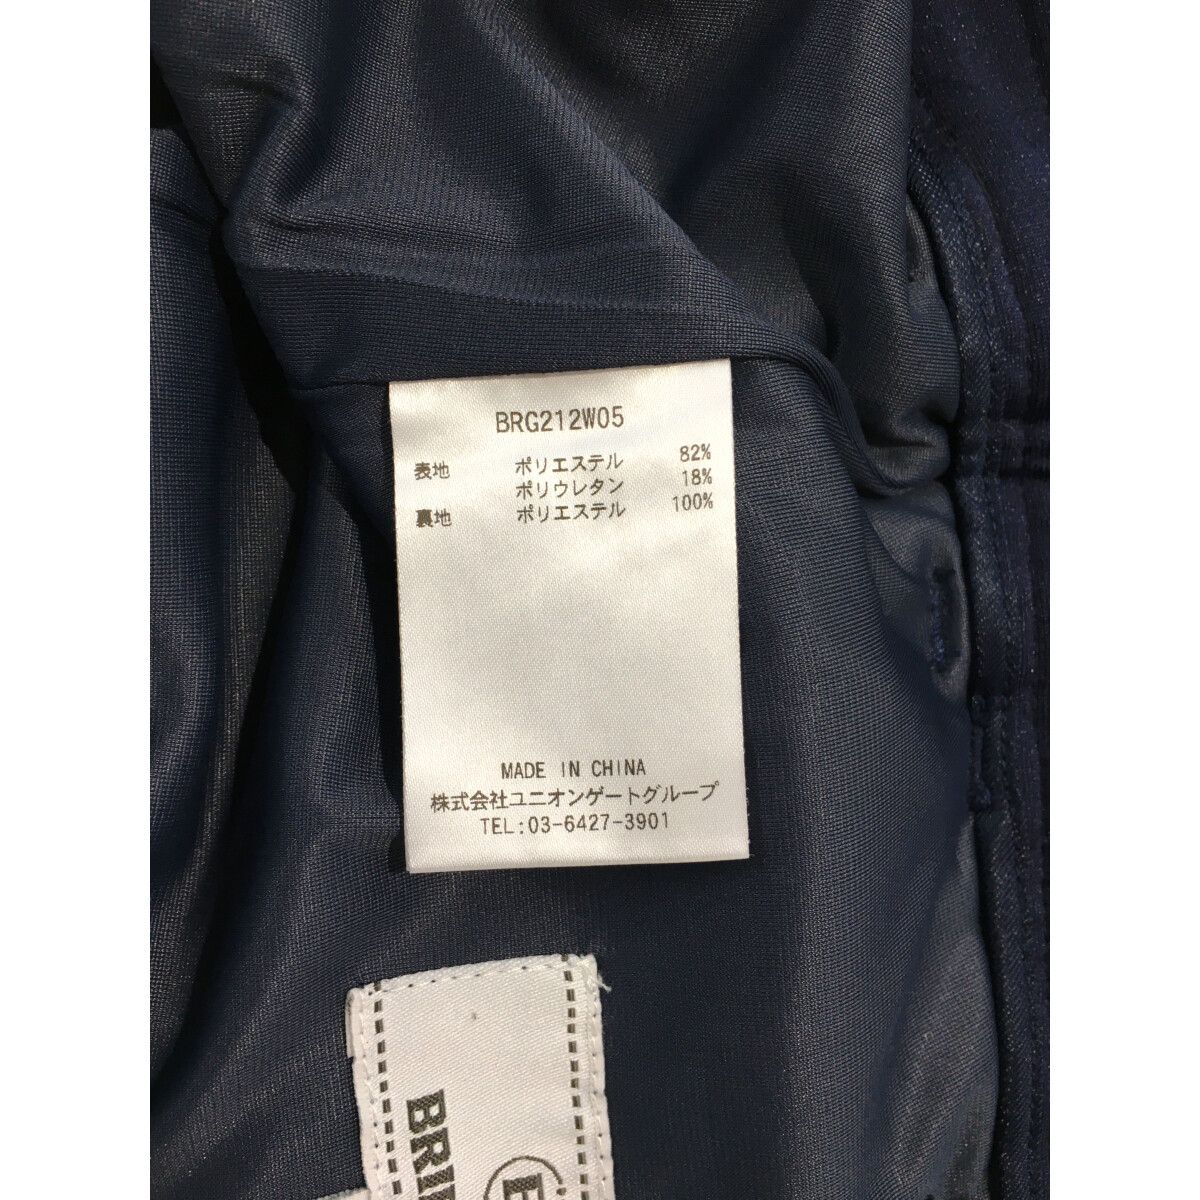 BRG212W05
表地 ポリエステル 82%
ポリウレタン 18%
裏地 ポリエステル 100%
MADE IN CHINA
株式会社ユニオンゲートグループ
TEL:03-6427-3901